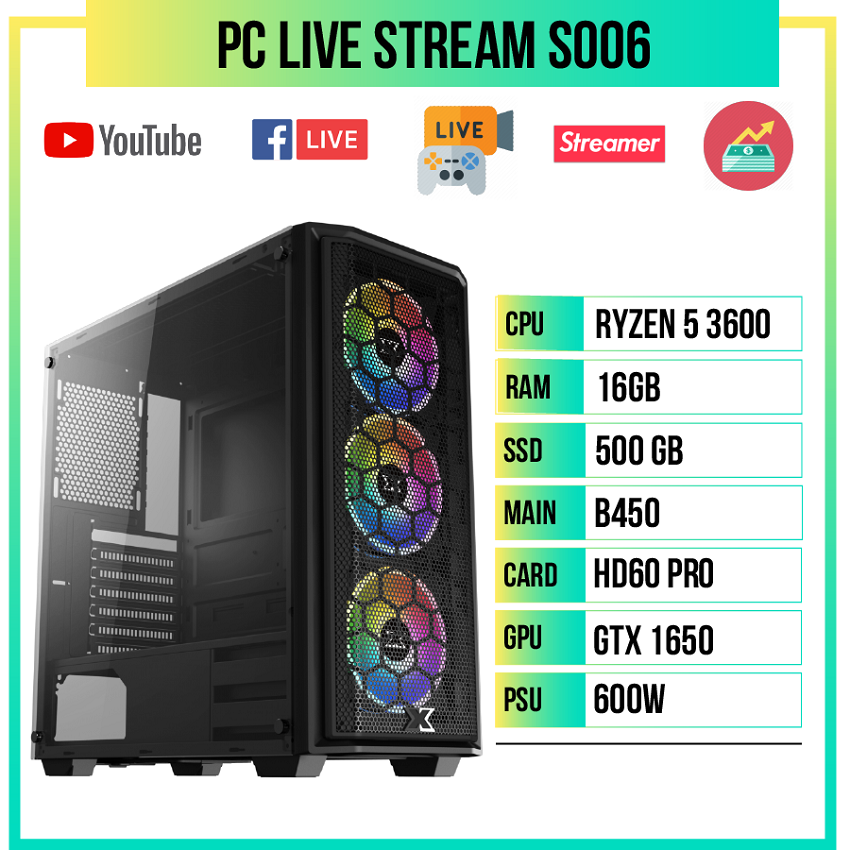 PC LIVE STREAM S006
YouTube
f LIVE
LIVE
Streamer
$
CPU RYZEN 5 3600
RAM 16GB
SSD 500 GB
MAIN B450
CARD HD60 PRO
GPU GTX 1650
PSU 600W